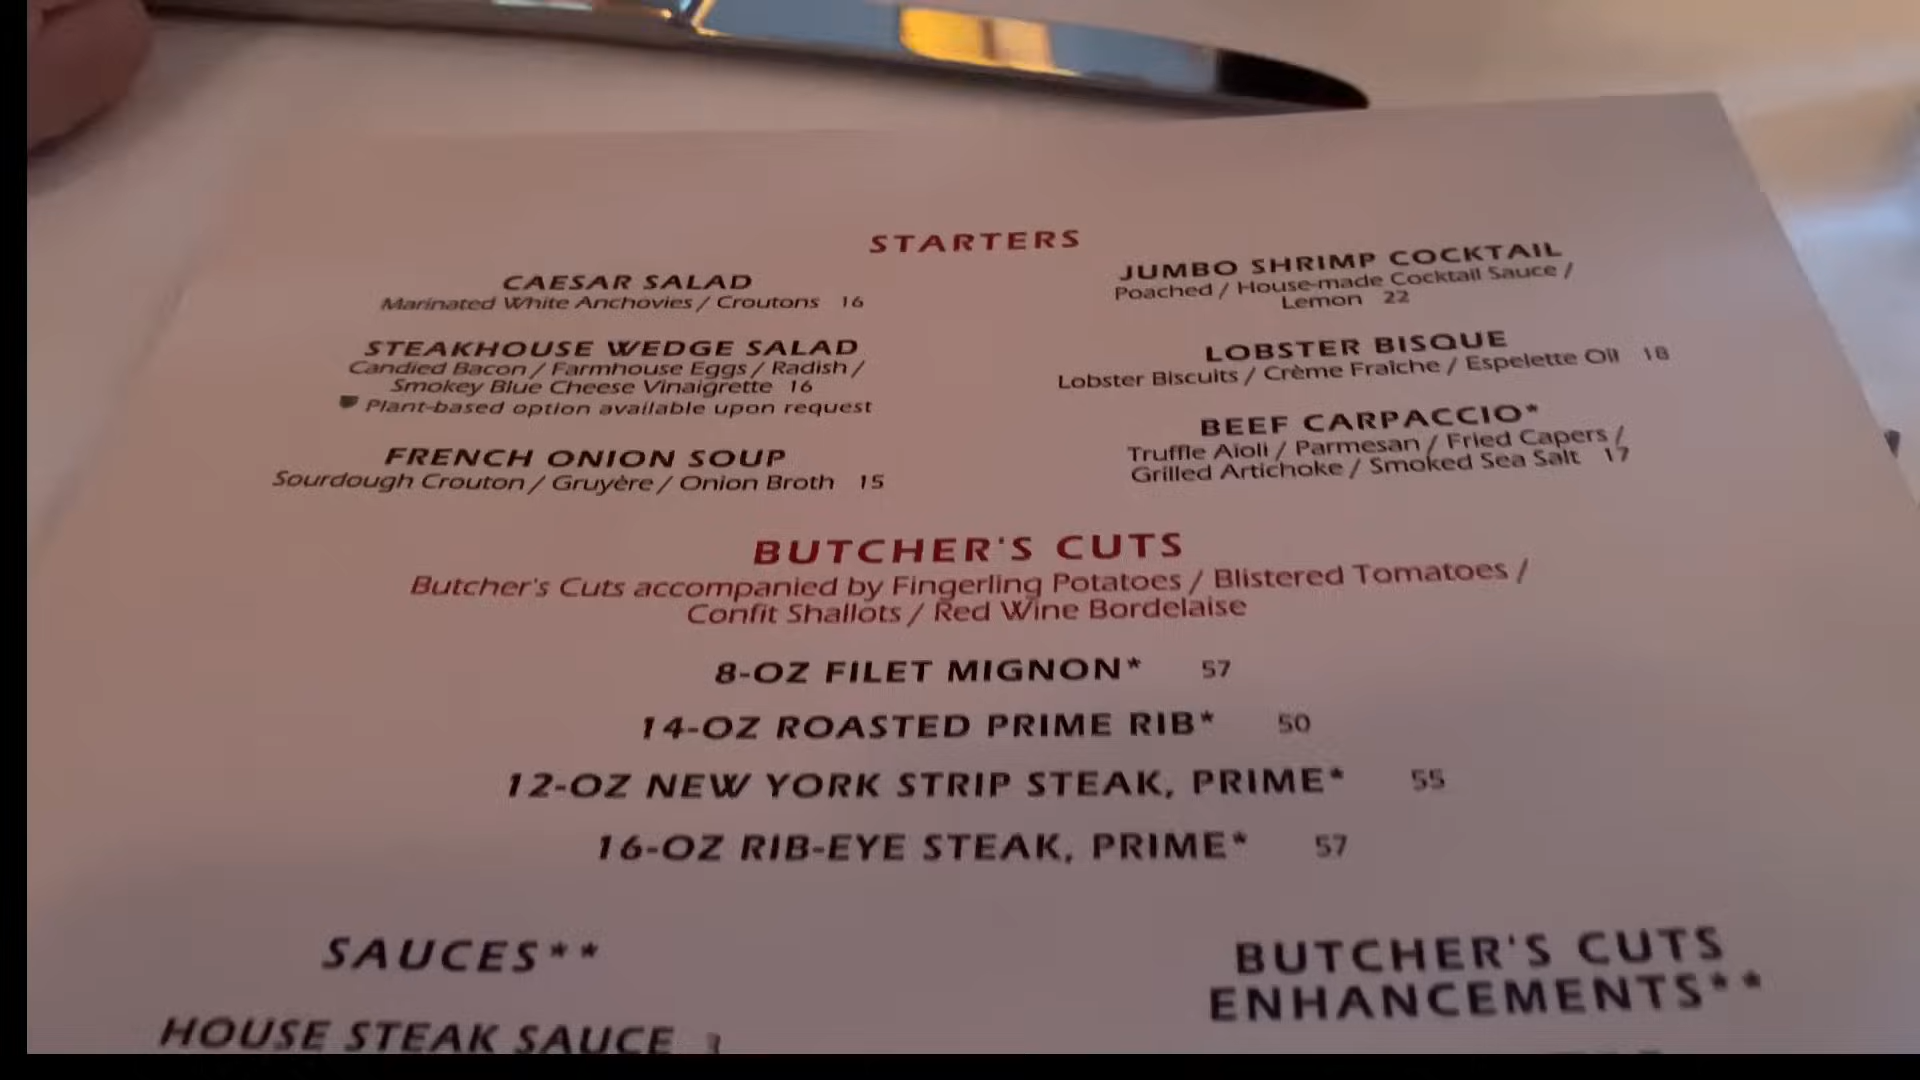 STARTERS
CAESAR SALAD
Marinated White Anchovies / Croutons 16
STEAKHOUSE WEDGE SALAD
Candied Bacon / Farmhouse Eggs / Radish /
Smokey Blue Cheese Vinaigrette 16
Plant-based option available upon request
FRENCH ONION SOUP
Sourdough Crouton / Gruyère / Onion Broth 15
JUMBO SHRIMP COCKTAIL
Poached / House-made Cocktail Sauce /
Lemon 22
LOBSTER BISQUE
Lobster Biscuits / Crème Fraîche / Espelette Oil 18
BEEF CARPACCIO*
Truffle Aioli / Parmesan / Fried Capers /
Grilled Artichoke / Smoked Sea Salt 17
BUTCHER'S CUTS
Butcher's Cuts accompanied by Fingerling Potatoes / Blistered Tomatoes /
Confit Shallots / Red Wine Bordelaise
8-OZ FILET MIGNON* 57
14-OZ ROASTED PRIME RIB* 50
12-OZ NEW YORK STRIP STEAK, PRIME* 55
16-OZ RIB-EYE STEAK, PRIME* 57
SAUCES**
HOUSE STEAK SAUCE
BUTCHER'S CUTS
ENHANCEMENTS**